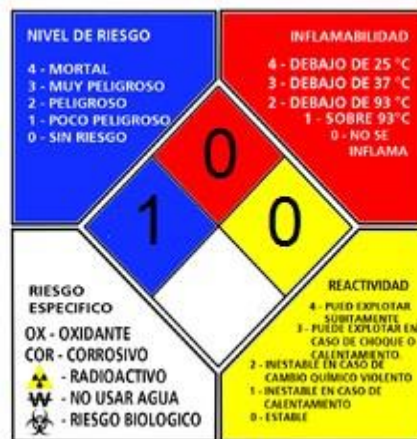 NIVEL DE RIESGO
4 - MORTAL
3 - MUY PELIGROSO
2 - PELIGROSO
1 - POCO PELIGROSO
0 - SIN RIESGO
INFLAMABILIDAD
4 - DEBAJO DE 25 °C
3 - DEBAJO DE 37 °C
2 - DEBAJO DE 93 °C
1 - SOBRE 93°C
0 - NO SE
INFLAMA
0
1
0
RIESGO
ESPECIFICO
OX - OXIDANTE
COR - CORROSIVO
- RADIOACTIVO
W - NO USAR AGUA
- RIESGO BIOLOGICO
REACTIVIDAD
4 - PUED EXPLOTAR
SÚBITAMENTE
3 - PUEDE EXPLOTAR EN
CASO DE CHOQUE O
CALENTAMIENTO.
2 - INESTABLE EN CASO DE
CAMBIO QUÍMICO VIOLENTO
1 - INESTABLE EN CASO DE
CALENTAMIENTO
0 - ESTABLE